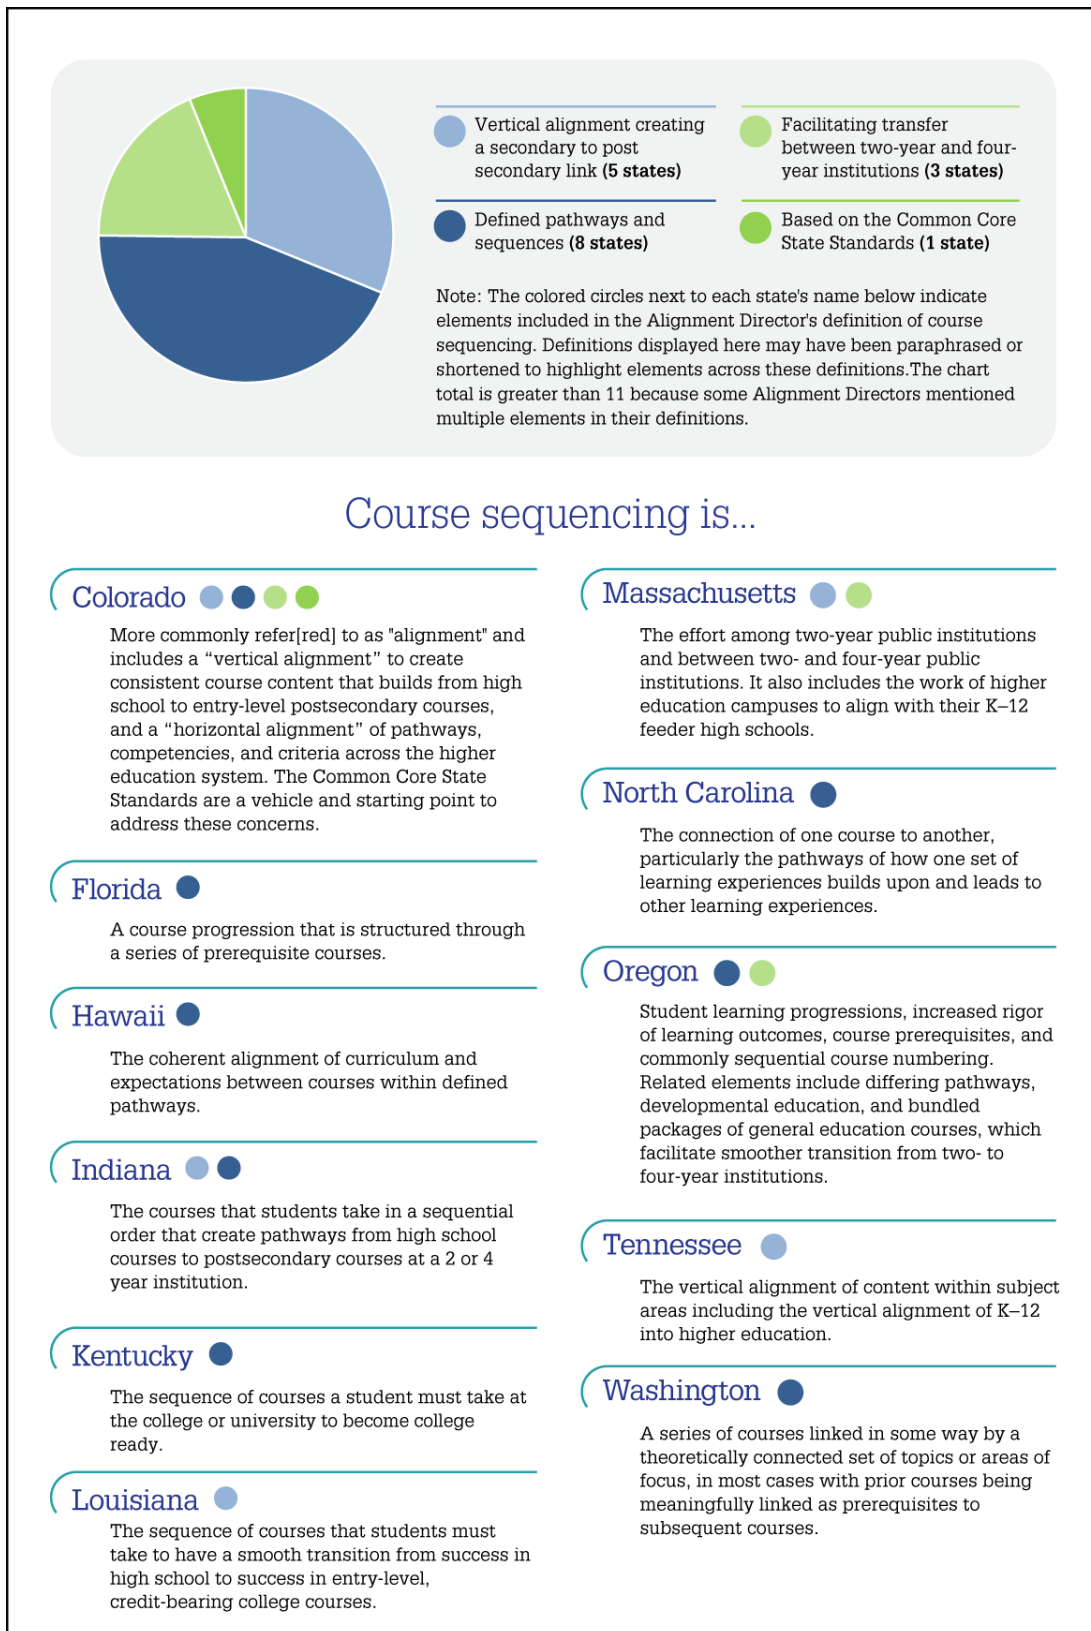 Vertical alignment creating
a secondary to post
secondary link (5 states)
Facilitating transfer
between two-year and four-
year institutions (3 states)
Defined pathways and
sequences (8 states)
Based on the Common Core
State Standards (1 state)
Note: The colored circles next to each state's name below indicate
elements included in the Alignment Director's definition of course
sequencing. Definitions displayed here may have been paraphrased or
shortened to highlight elements across these definitions.The chart
total is greater than 11 because some Alignment Directors mentioned
multiple elements in their definitions.
Course sequencing is...
Colorado
More commonly refer[red] to as "alignment" and
includes a “vertical alignment” to create
consistent course content that builds from high
school to entry-level postsecondary courses,
and a “horizontal alignment” of pathways,
competencies, and criteria across the higher
education system. The Common Core State
Standards are a vehicle and starting point to
address these concerns.
Florida
A course progression that is structured through
a series of prerequisite courses.
Hawaii
The coherent alignment of curriculum and
expectations between courses within defined
pathways.
Indiana
The courses that students take in a sequential
order that create pathways from high school
courses to postsecondary courses at a 2 or 4
year institution.
Kentucky
The sequence of courses a student must take at
the college or university to become college
ready.
Louisiana
The sequence of courses that students must
take to have a smooth transition from success in
high school to success in entry-level,
credit-bearing college courses.
Massachusetts
The effort among two-year public institutions
and between two- and four-year public
institutions. It also includes the work of higher
education campuses to align with their K–12
feeder high schools.
North Carolina
The connection of one course to another,
particularly the pathways of how one set of
learning experiences builds upon and leads to
other learning experiences.
Oregon
Student learning progressions, increased rigor
of learning outcomes, course prerequisites, and
commonly sequential course numbering.
Related elements include differing pathways,
developmental education, and bundled
packages of general education courses, which
facilitate smoother transition from two- to
four-year institutions.
Tennessee
The vertical alignment of content within subject
areas including the vertical alignment of K–12
into higher education.
Washington
A series of courses linked in some way by a
theoretically connected set of topics or areas of
focus, in most cases with prior courses being
meaningfully linked as prerequisites to
subsequent courses.